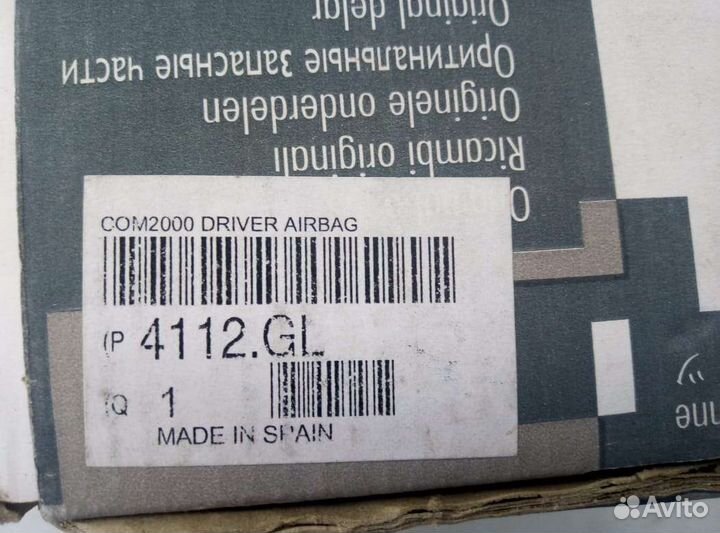 Original delar
Оригинальные Запасные части
Originele onderdelen
Ricambi originali
COM2000 DRIVER AIRBAG
(P 4112.GL
(Q 1
MADE IN SPAIN
Avito